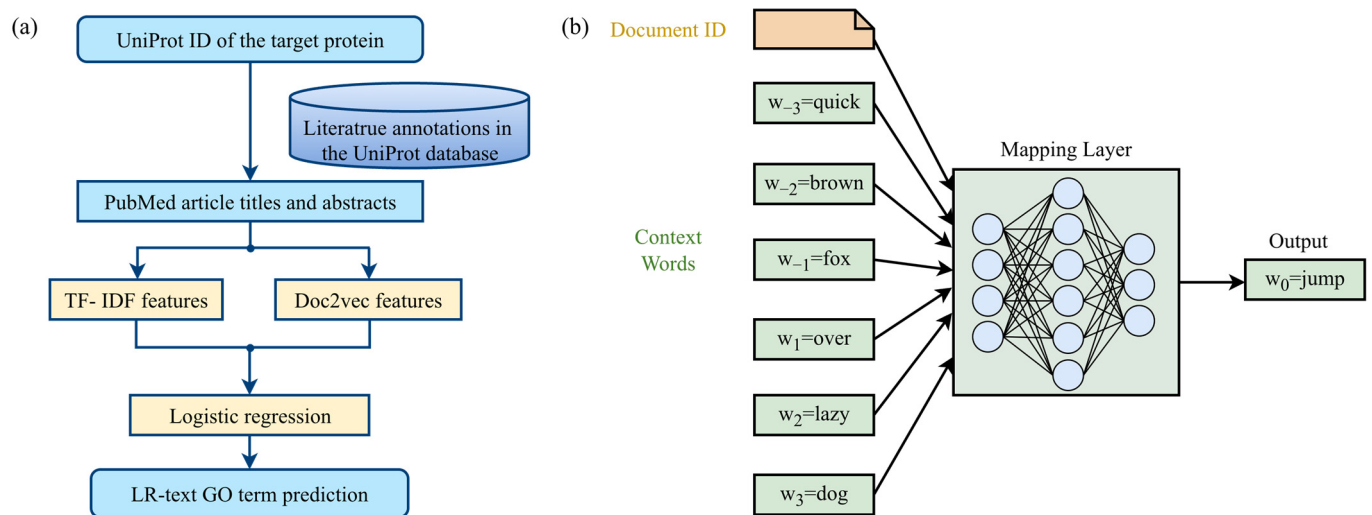 (a)
UniProt ID of the target protein
Literatrue annotations in
the UniProt database
PubMed article titles and abstracts
TF- IDF features
Doc2vec features
Logistic regression
LR-text GO term prediction
(b)
Document ID
w₋₃=quick
w₋₂=brown
Context
Words
w₋₁=fox
w₁=over
w₂=lazy
w₃=dog
Mapping Layer
Output
w₀=jump